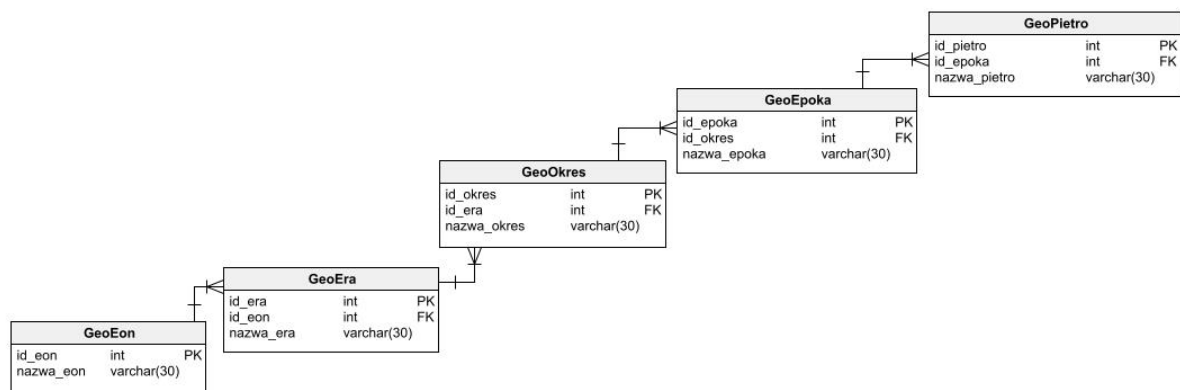 GeoPietro
id_pietro int PK
id_epoka int FK
nazwa_pietro varchar(30)
GeoEpoka
id_epoka int PK
id_okres int FK
nazwa_epoka varchar(30)
GeoOkres
id_okres int PK
id_era int FK
nazwa_okres varchar(30)
GeoEra
id_era int PK
id_eon int FK
nazwa_era varchar(30)
GeoEon
id_eon int PK
nazwa_eon varchar(30)